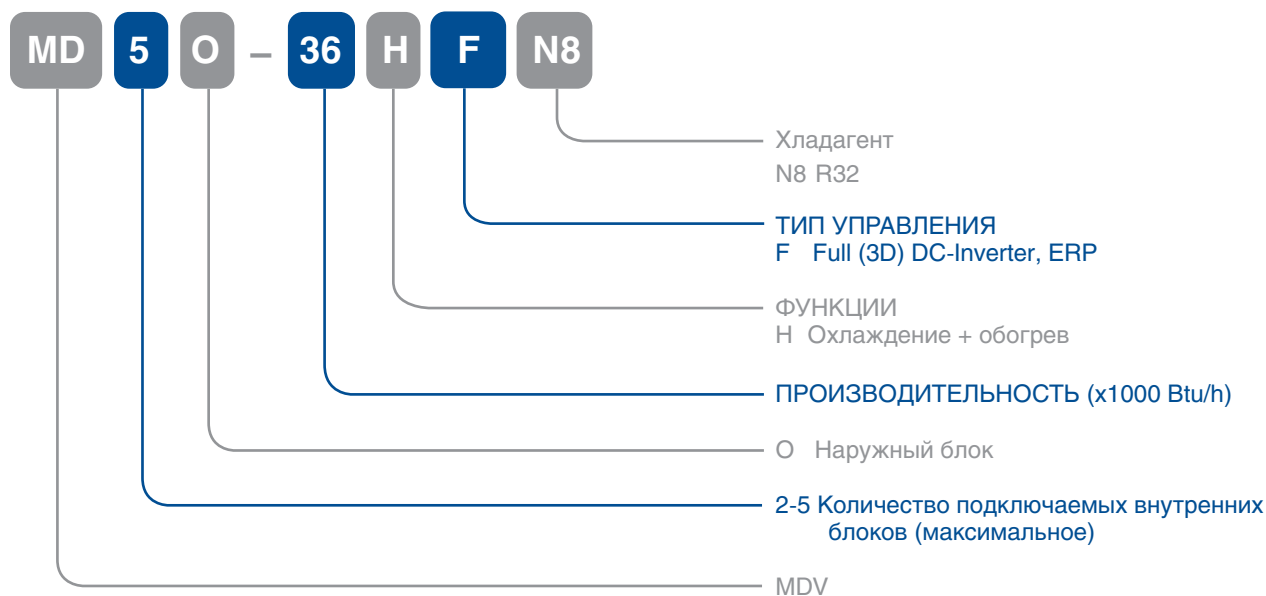 MD 5 O – 36 H F N8
Хладагент
N8 R32
ТИП УПРАВЛЕНИЯ
F Full (3D) DC-Inverter, ERP
ФУНКЦИИ
H Охлаждение + обогрев
ПРОИЗВОДИТЕЛЬНОСТЬ (x1000 Btu/h)
O Наружный блок
2-5 Количество подключаемых внутренних
блоков (максимальное)
MDV